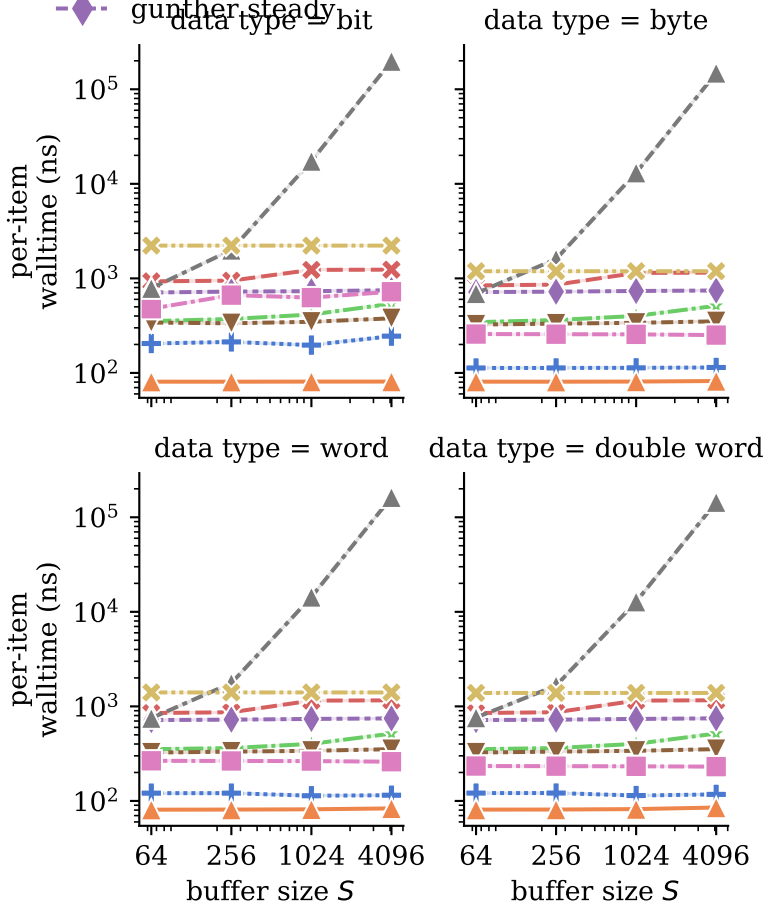 gunther steady
data type = bit
data type = byte
per-item
walltime (ns)
10⁵
10⁴
10³
10²
data type = word
data type = double word
per-item
walltime (ns)
10⁵
10⁴
10³
10²
64 256 1024 4096
64 256 1024 4096
buffer size S
buffer size S